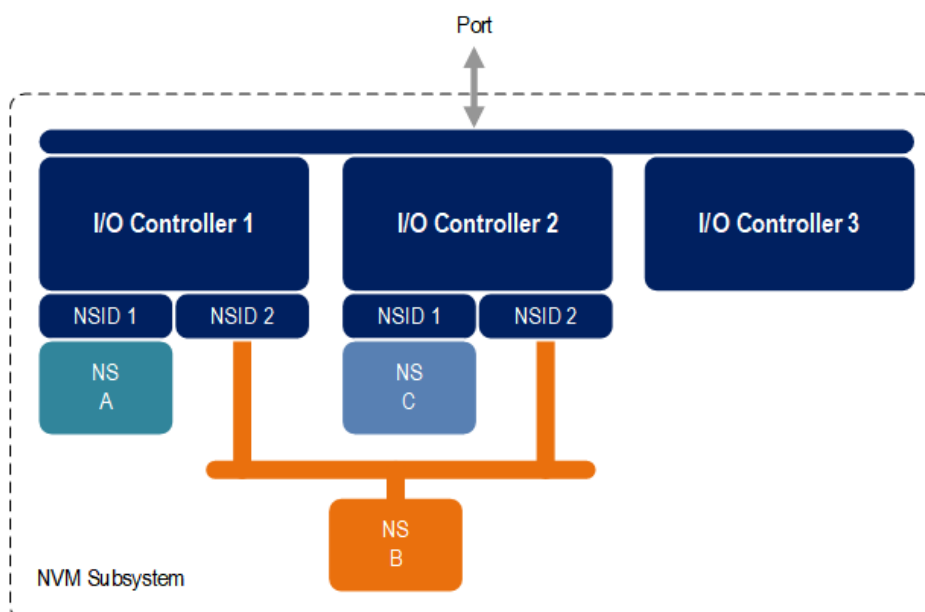 Port
I/O Controller 1
I/O Controller 2
I/O Controller 3
NSID 1
NSID 2
NSID 1
NSID 2
NS
A
NS
C
NS
B
NVM Subsystem